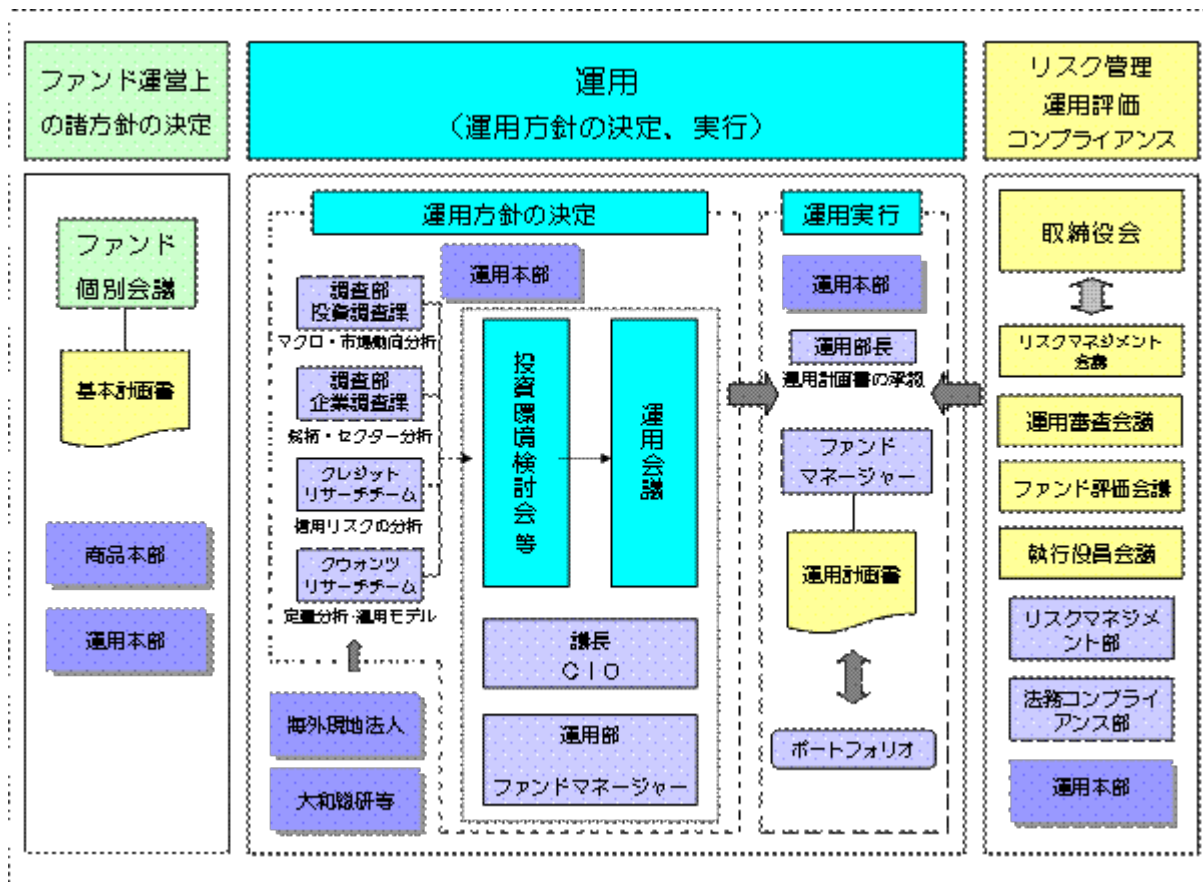 ファンド運営上
の諸方針の決定
運用
（運用方針の決定、実行）
リスク管理
運用評価
コンプライアンス
ファンド
個別会議
基本計画書
商品本部
運用本部
運用方針の決定
運用本部
調査部
投資調査課
マクロ・市場動向分析
調査部
企業調査課
銘柄・セクター分析
クレジット
リサーチチーム
信用リスクの分析
クウォンツ
リサーチチーム
定量分析・運用モデル
海外現地法人
大和総研等
投資環境検討会等
運用会議
議長
ＣＩＯ
運用部
ファンドマネージャー
運用実行
運用本部
運用部長
運用計画書の承認
ファンド
マネージャー
運用計画書
ポートフォリオ
取締役会
リスクマネジメント
会議
運用審査会議
ファンド評価会議
執行役員会議
リスクマネジメ
ント部
法務コンプライ
アンス部
運用本部